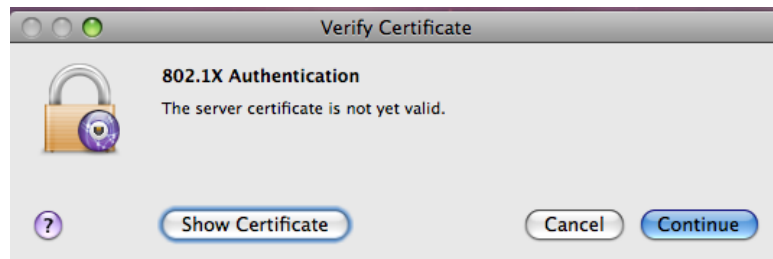 Verify Certificate
802.1X Authentication
The server certificate is not yet valid.
?
Show Certificate
Cancel
Continue